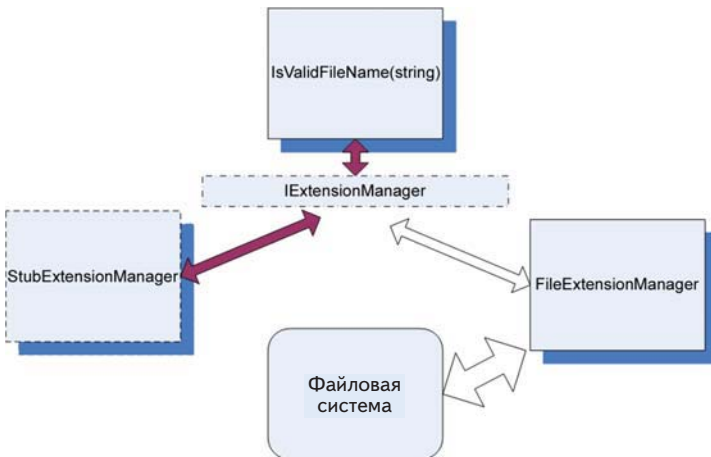 IsValidFileName(string)
IExtensionManager
StubExtensionManager
FileExtensionManager
Файловая
система